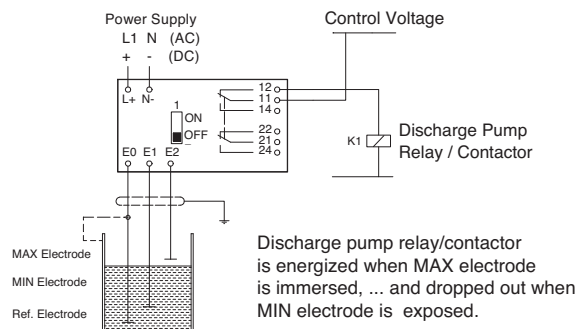 Power Supply
L1 N (AC)
+ - (DC)
Control Voltage
L+ N-
1
ON
OFF
12
11
14
22
21
24
E0 E1 E2
K1
Discharge Pump
Relay / Contactor
MAX Electrode
MIN Electrode
Ref. Electrode
Discharge pump relay/contactor
is energized when MAX electrode
is immersed, ... and dropped out when
MIN electrode is exposed.